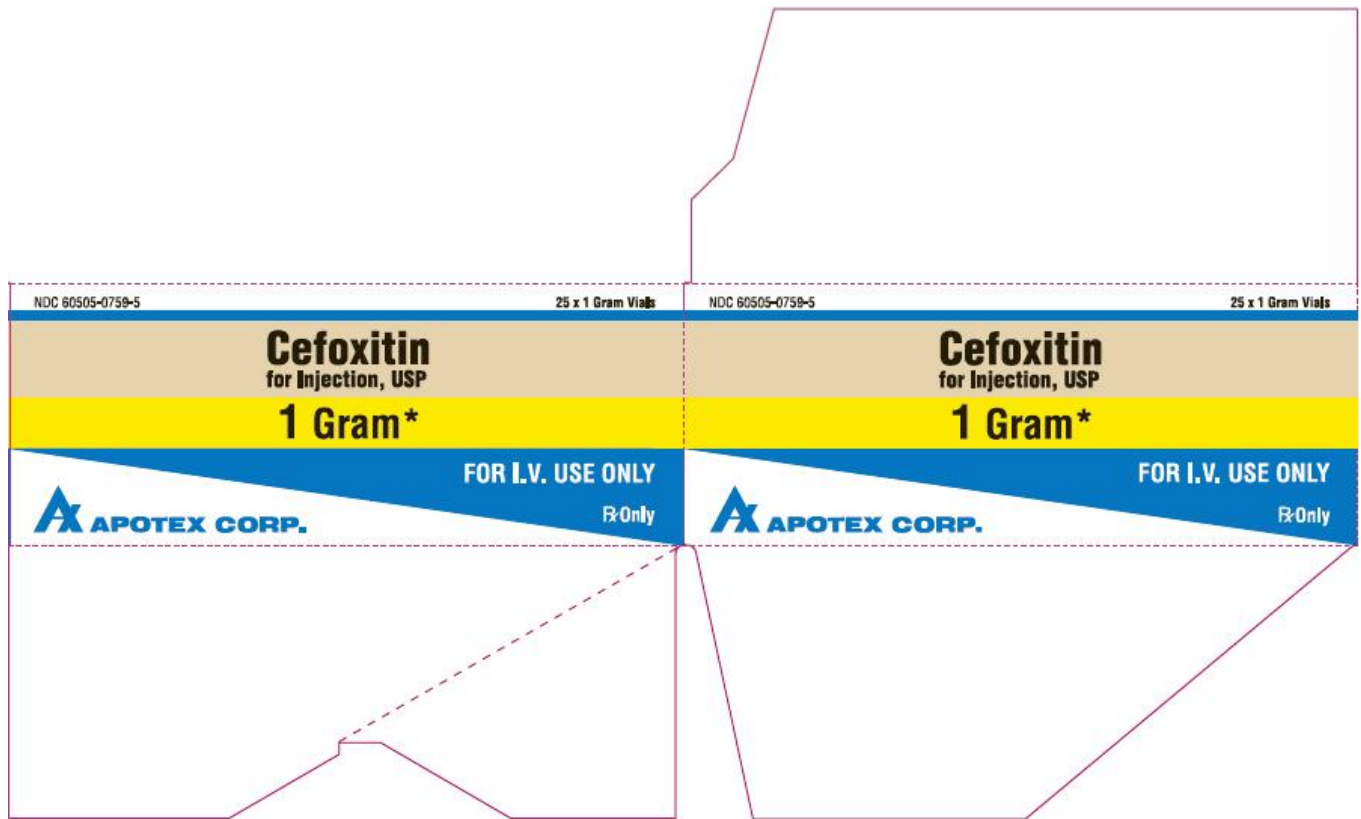 NDC 60505-0759-5 25 x 1 Gram Vials
Cefoxitin
for Injection, USP
1 Gram*
FOR I.V. USE ONLY
Rx Only
APOTEX CORP.
NDC 60505-0759-5 25 x 1 Gram Vials
Cefoxitin
for Injection, USP
1 Gram*
FOR I.V. USE ONLY
Rx Only
APOTEX CORP.